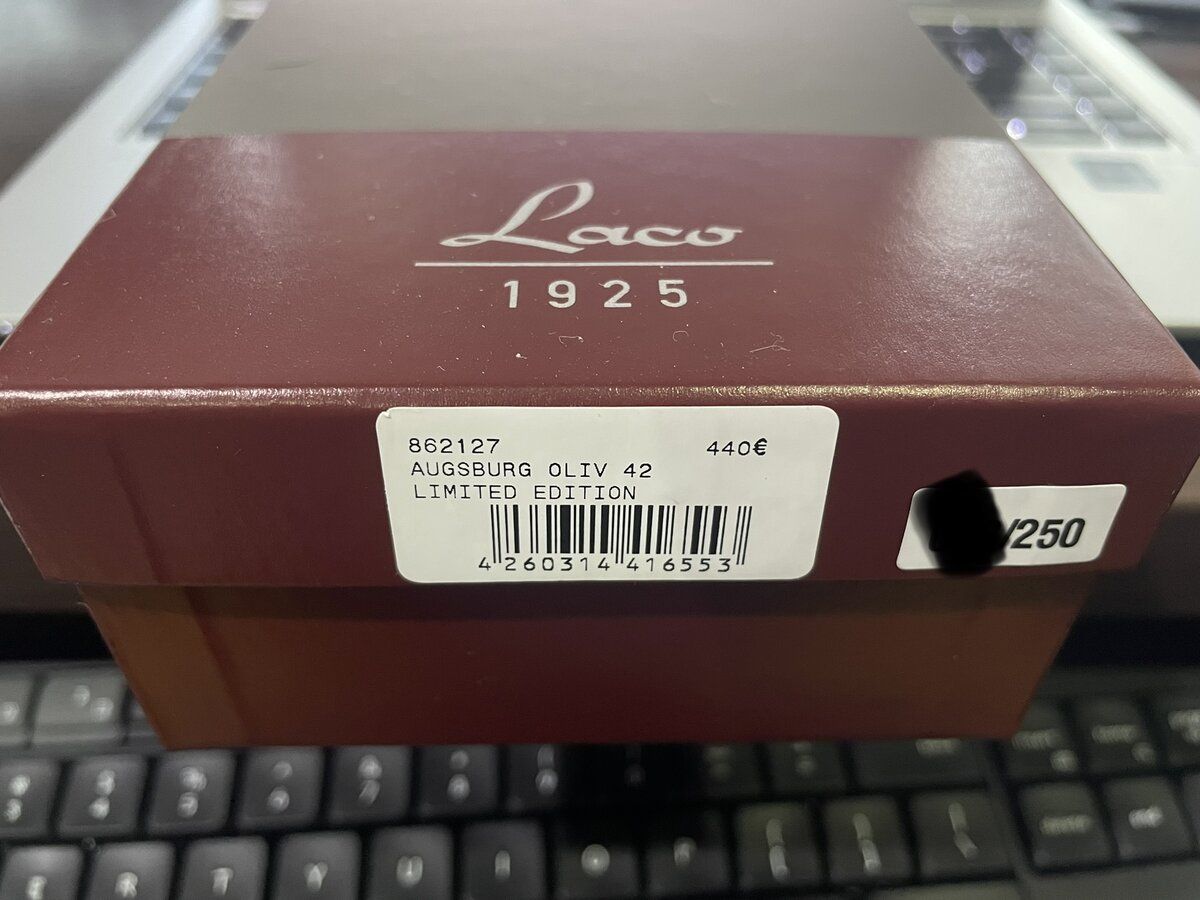 Laco
1925
862127 440€
AUGSBURG OLIV 42
LIMITED EDITION
4 260314 416553
/250